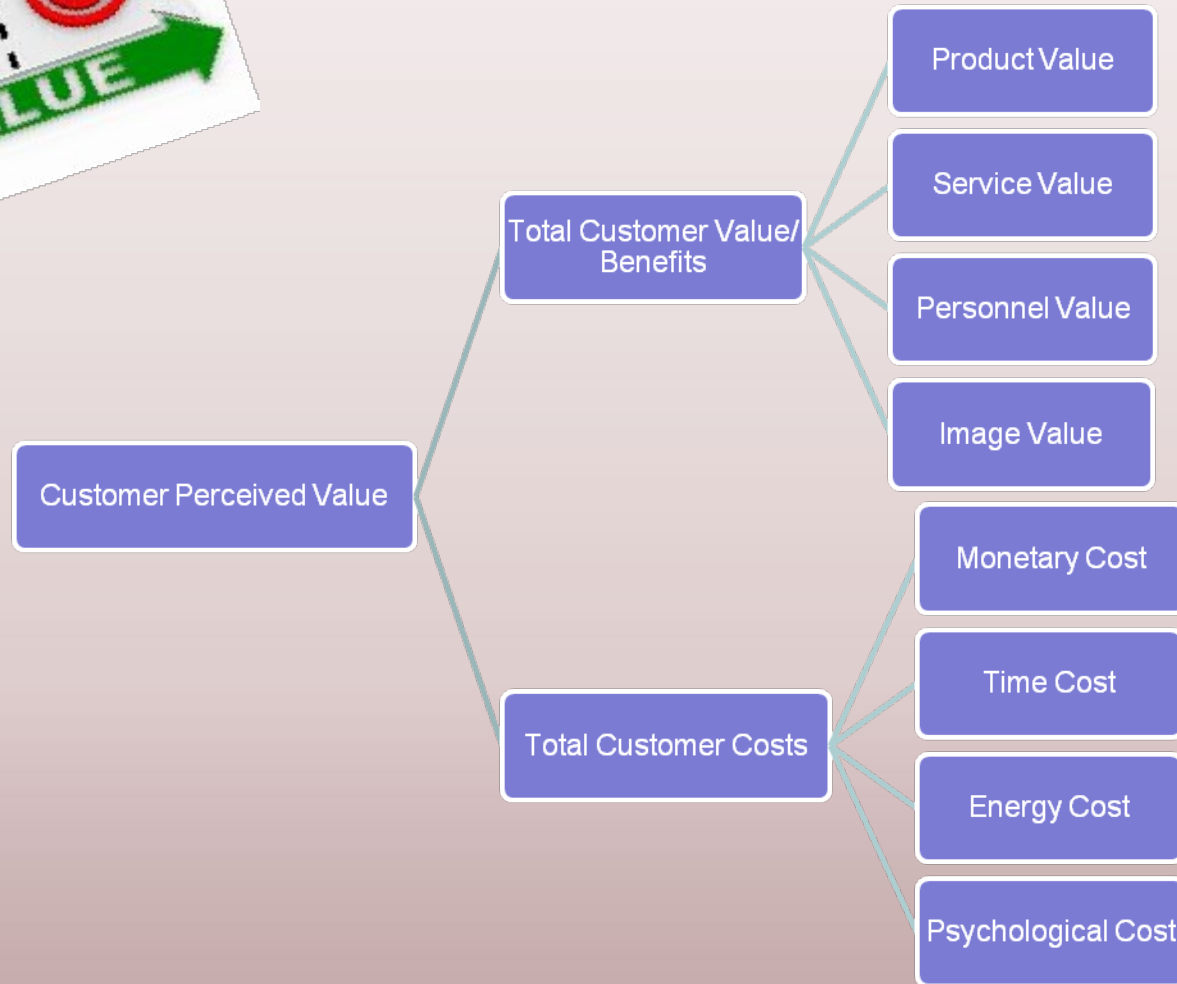 LUE
Product Value
Service Value
Total Customer Value/
Benefits
Personnel Value
Image Value
Customer Perceived Value
Monetary Cost
Time Cost
Total Customer Costs
Energy Cost
Psychological Cost